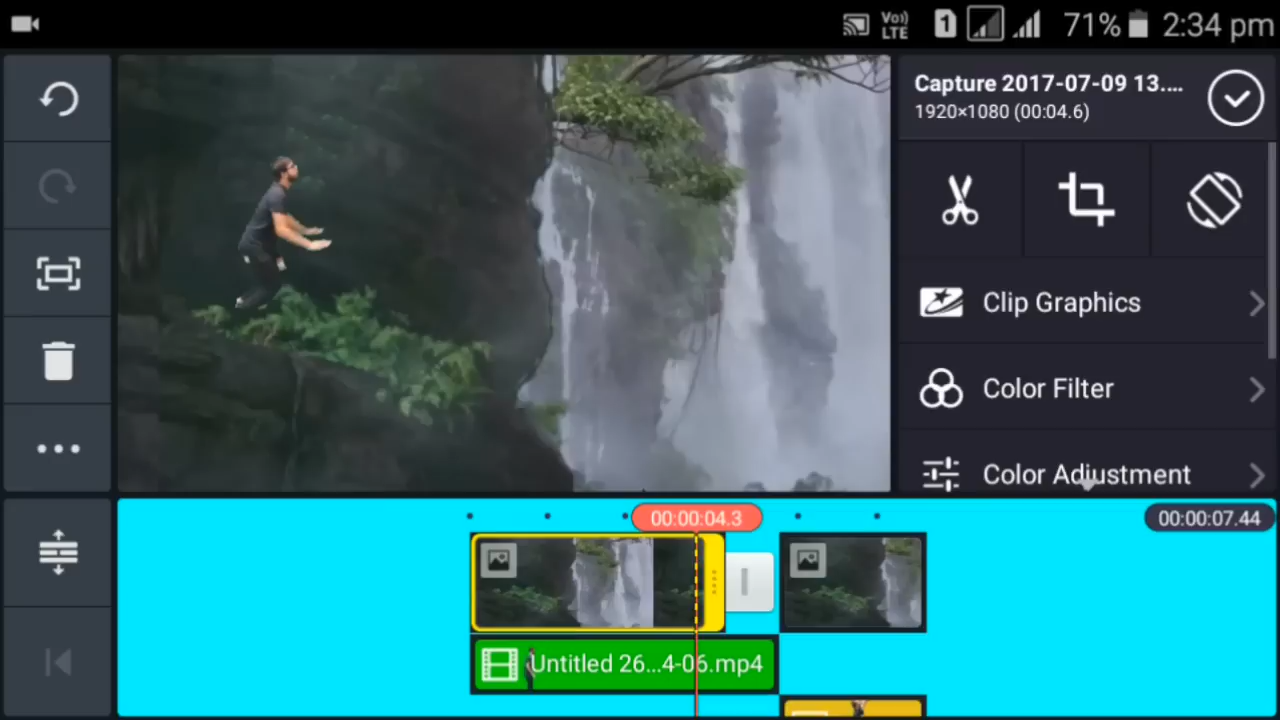 Vo))
LTE
1
71%
2:34 pm
Capture 2017-07-09 13....
1920×1080 (00:04.6)
Clip Graphics
Color Filter
Color Adjustment
00:00:04.3
00:00:07.44
Untitled 26...4-06.mp4